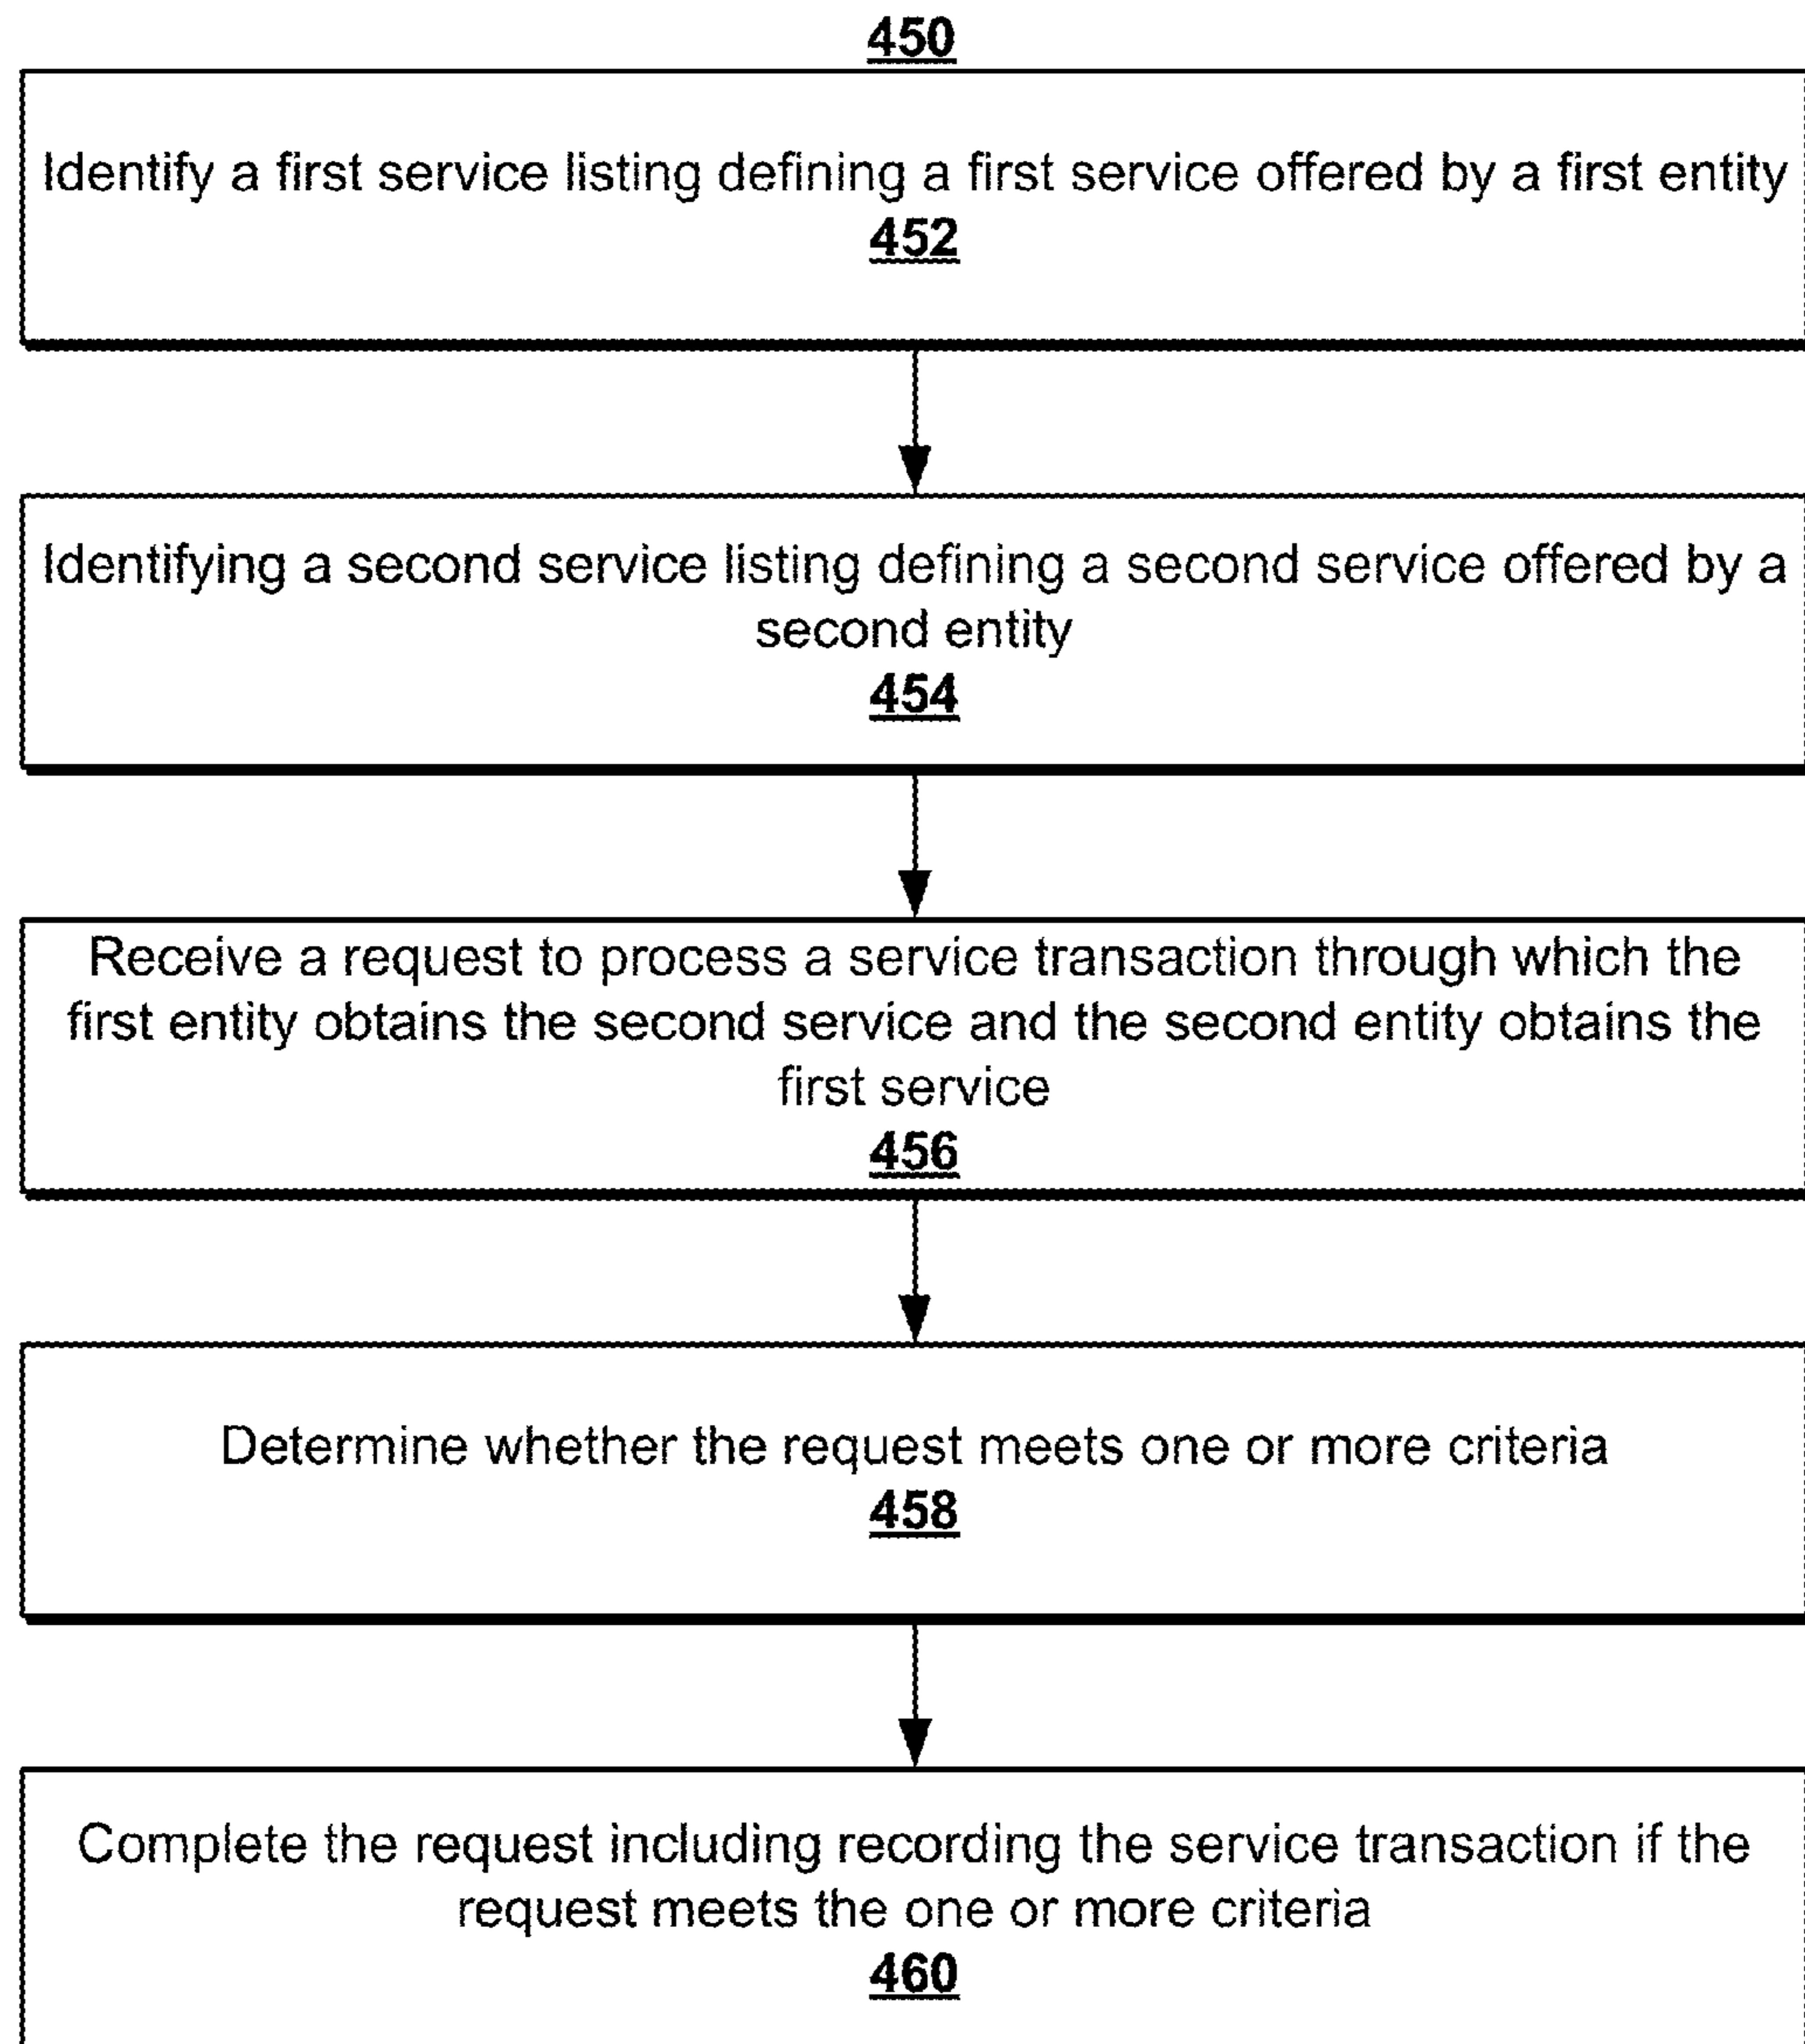 450
Identify a first service listing defining a first service offered by a first entity
452
Identifying a second service listing defining a second service offered by a
second entity
454
Receive a request to process a service transaction through which the
first entity obtains the second service and the second entity obtains the
first service
456
Determine whether the request meets one or more criteria
458
Complete the request including recording the service transaction if the
request meets the one or more criteria
460